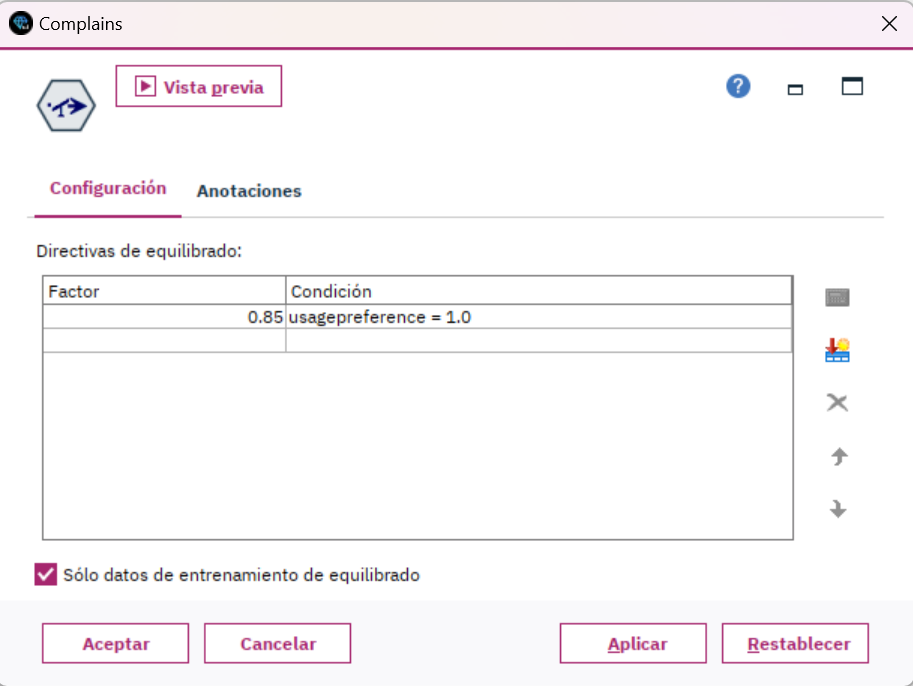 Complains
Vista previa
?
Configuración
Anotaciones
Directivas de equilibrado:
Factor Condición
0.85 usagepreference = 1.0
Sólo datos de entrenamiento de equilibrado
Aceptar Cancelar Aplicar Restablecer